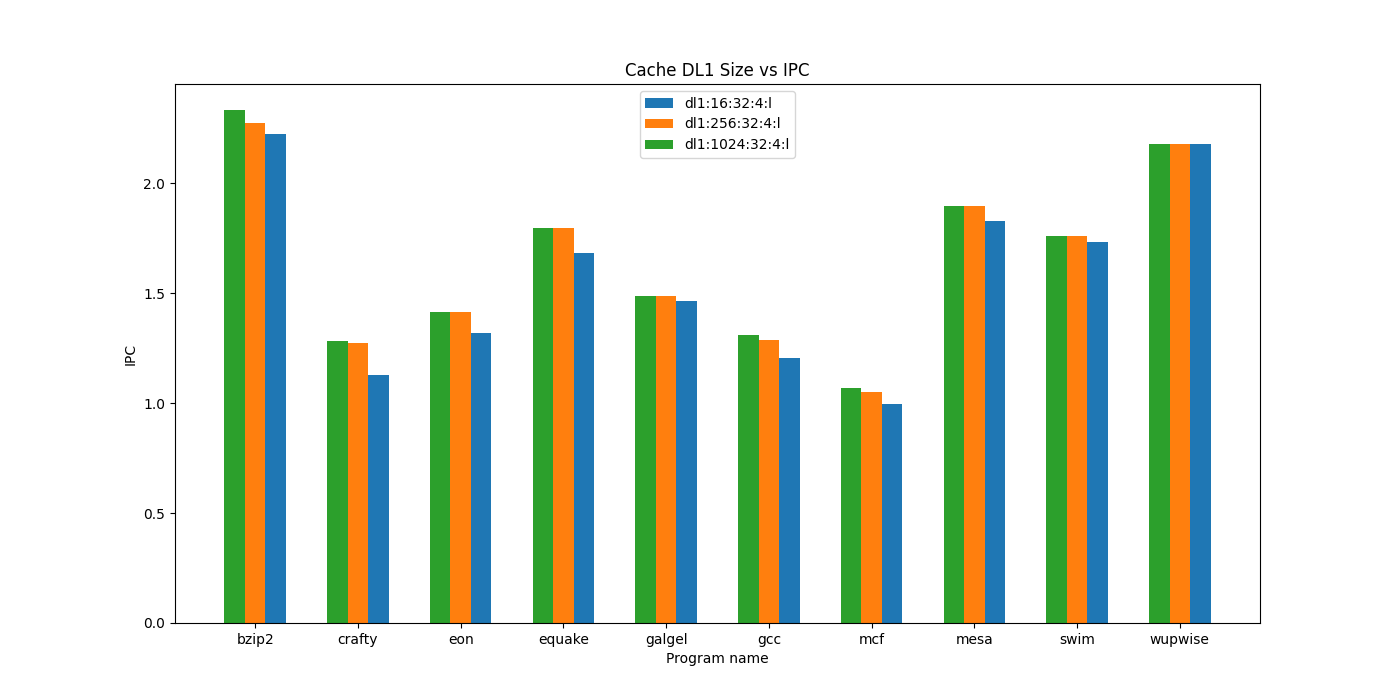 Cache DL1 Size vs IPC
dl1:16:32:4:l
dl1:256:32:4:l
dl1:1024:32:4:l
2.0
1.5
1.0
0.5
0.0
IPC
bzip2 crafty eon equake galgel gcc mcf mesa swim wupwise
Program name